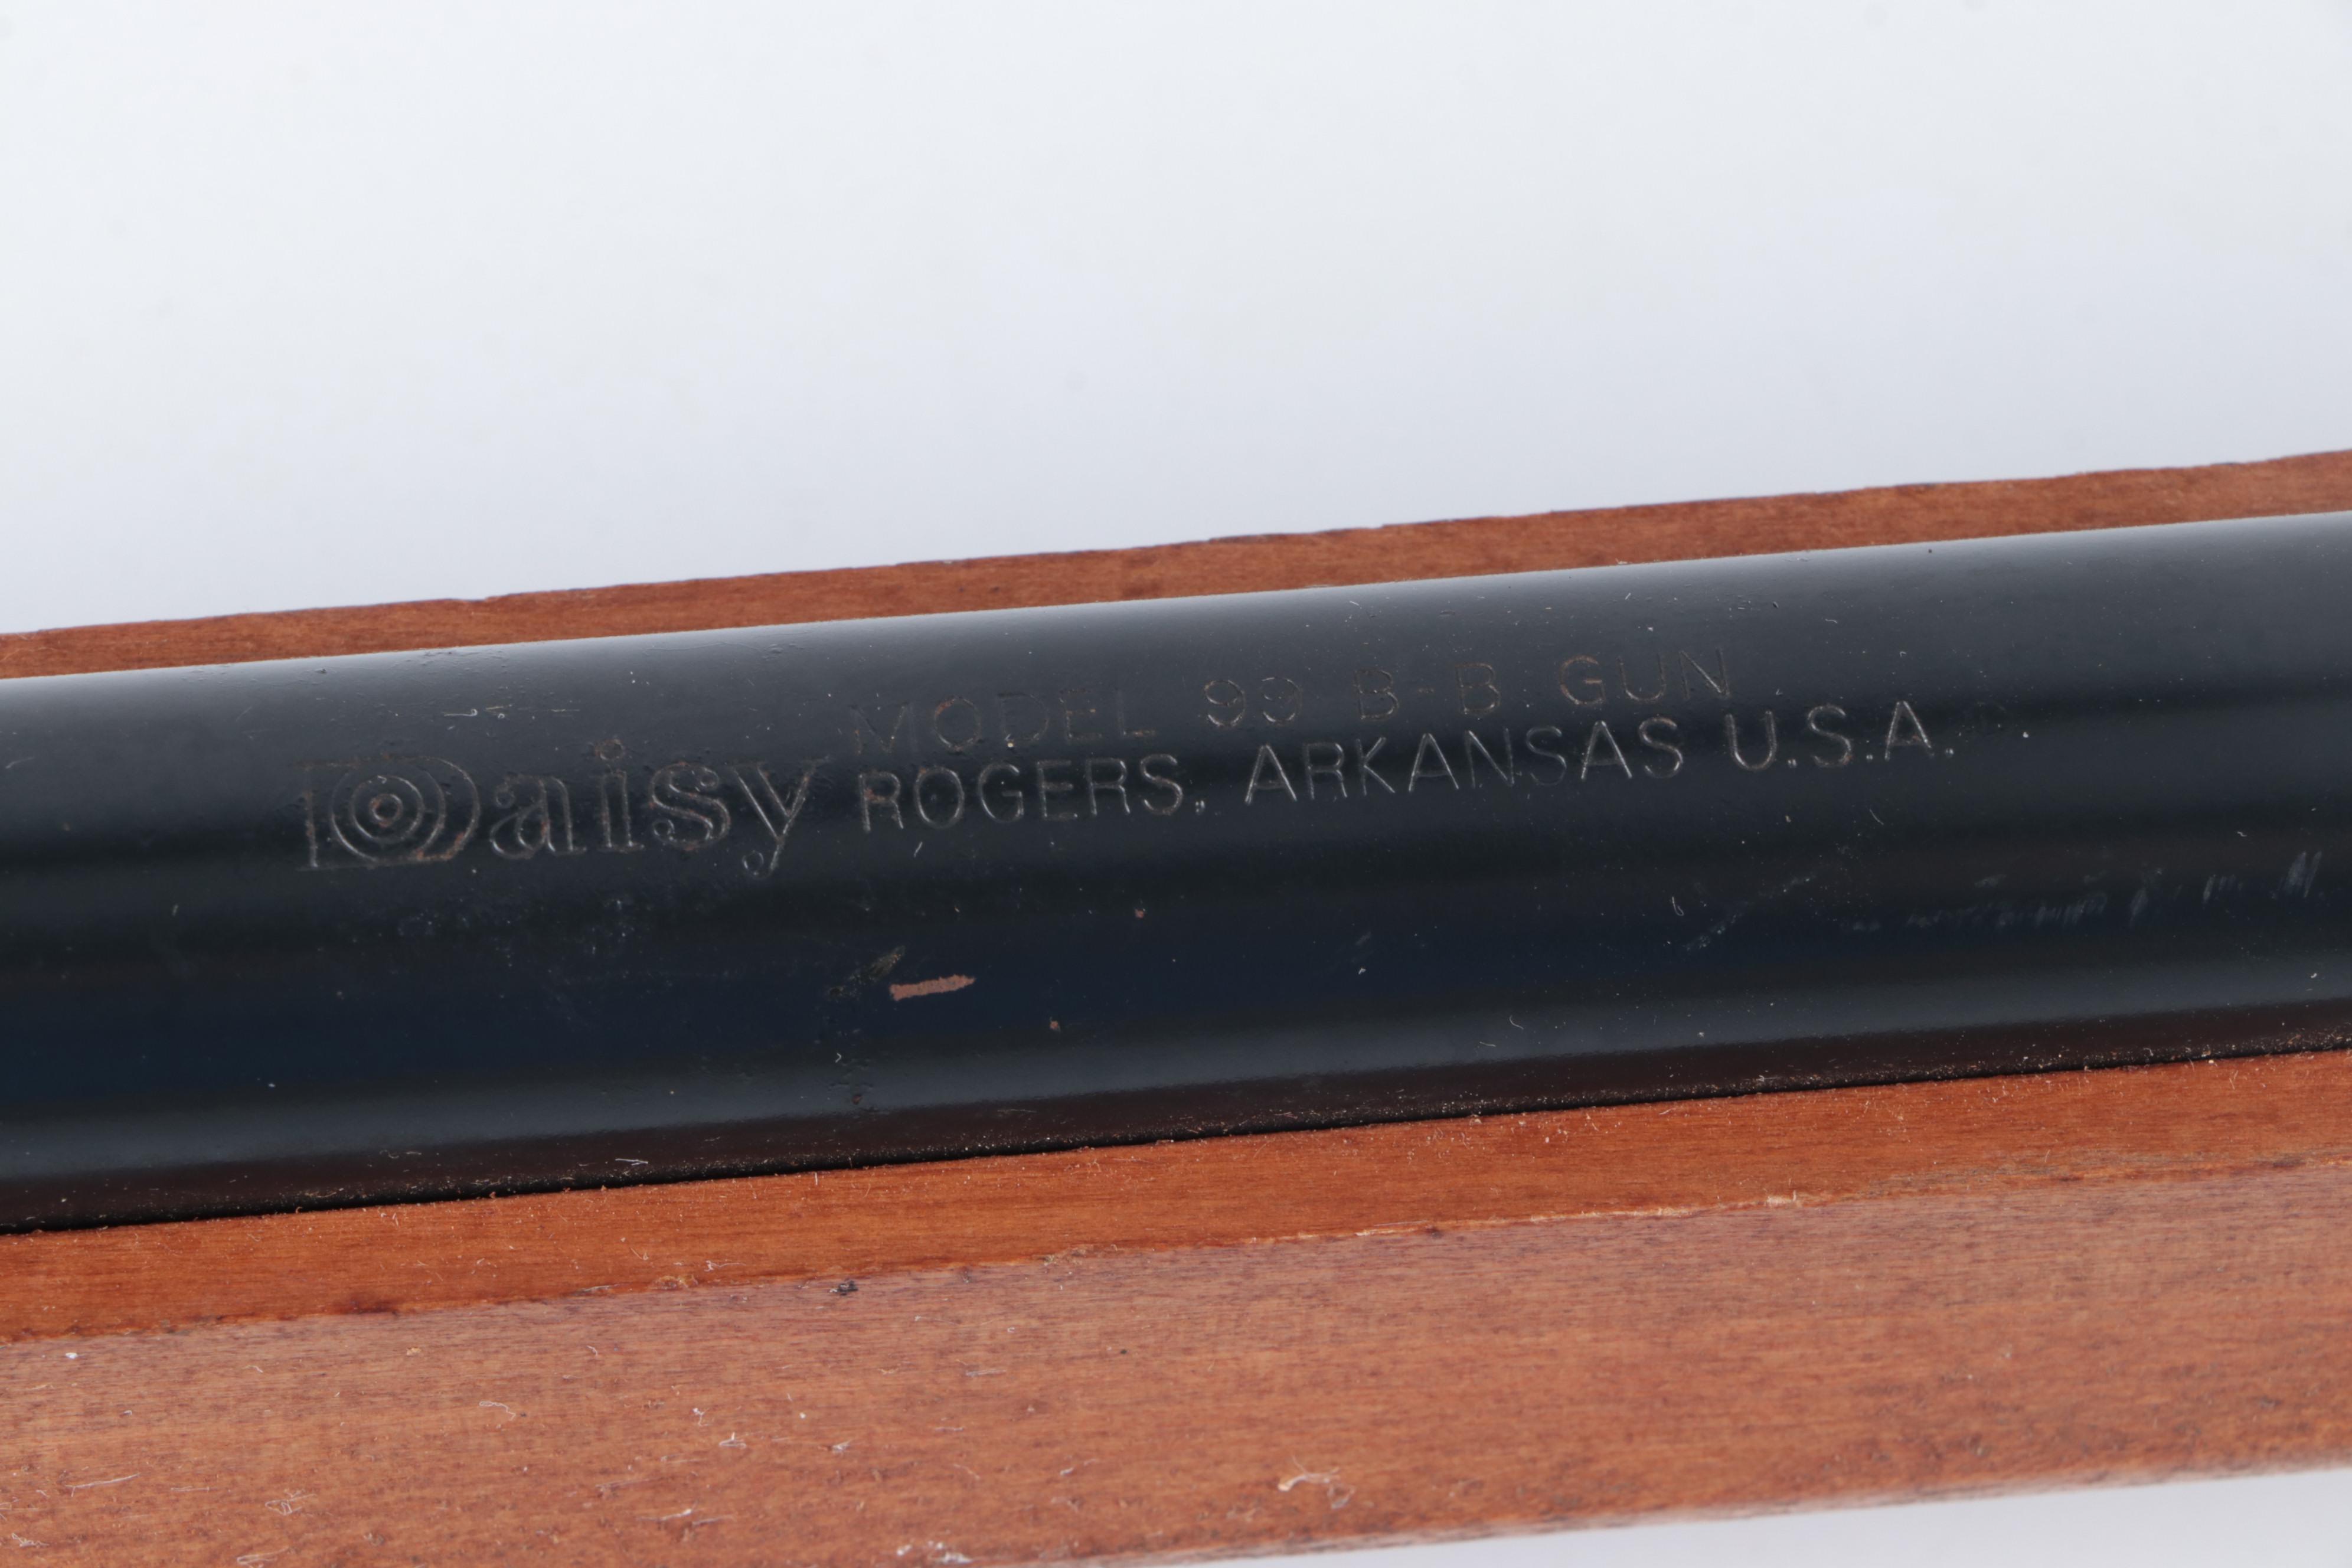 Daisy
MODEL 99 B-B GUN
ROGERS, ARKANSAS U.S.A.